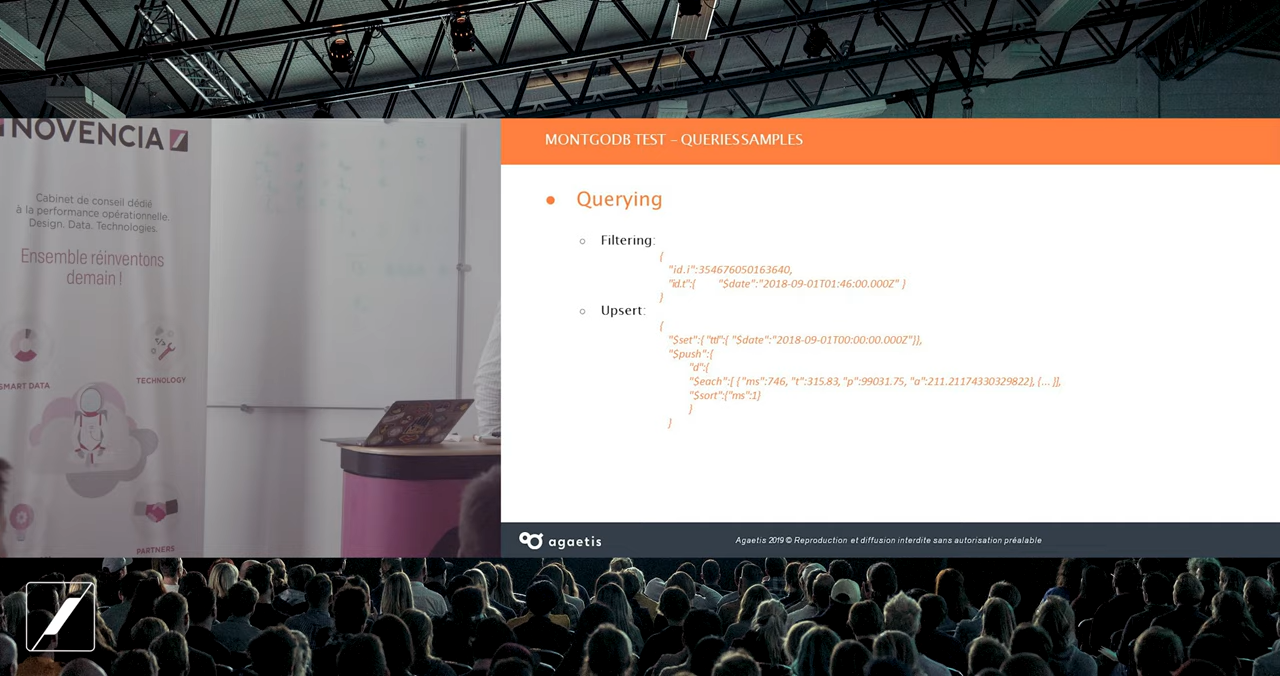 NOVENCIA
Cabinet de conseil dédié
à la performance opérationnelle.
Design. Data. Technologies.
Ensemble réinventons
demain !
SMART DATA
TECHNOLOGY
PARTNERS
MONTGODB TEST – QUERIES SAMPLES
Querying
Filtering:
{
"id.i":354676050163640,
"id.t":{ "$date":"2018-09-01T01:46:00.000Z" }
}
Upsert:
{
"$set":{ "ttl":{ "$date":"2018-09-01T00:00:00.000Z"}},
"$push":{
"d":{
"$each":[ {"ms":746, "t":315.83, "p":99031.75, "a":211.21174330329822}, {... }],
"$sort":{"ms":1}
}
}
agaetis
Agaetis 2019 © Reproduction et diffusion interdite sans autorisation préalable